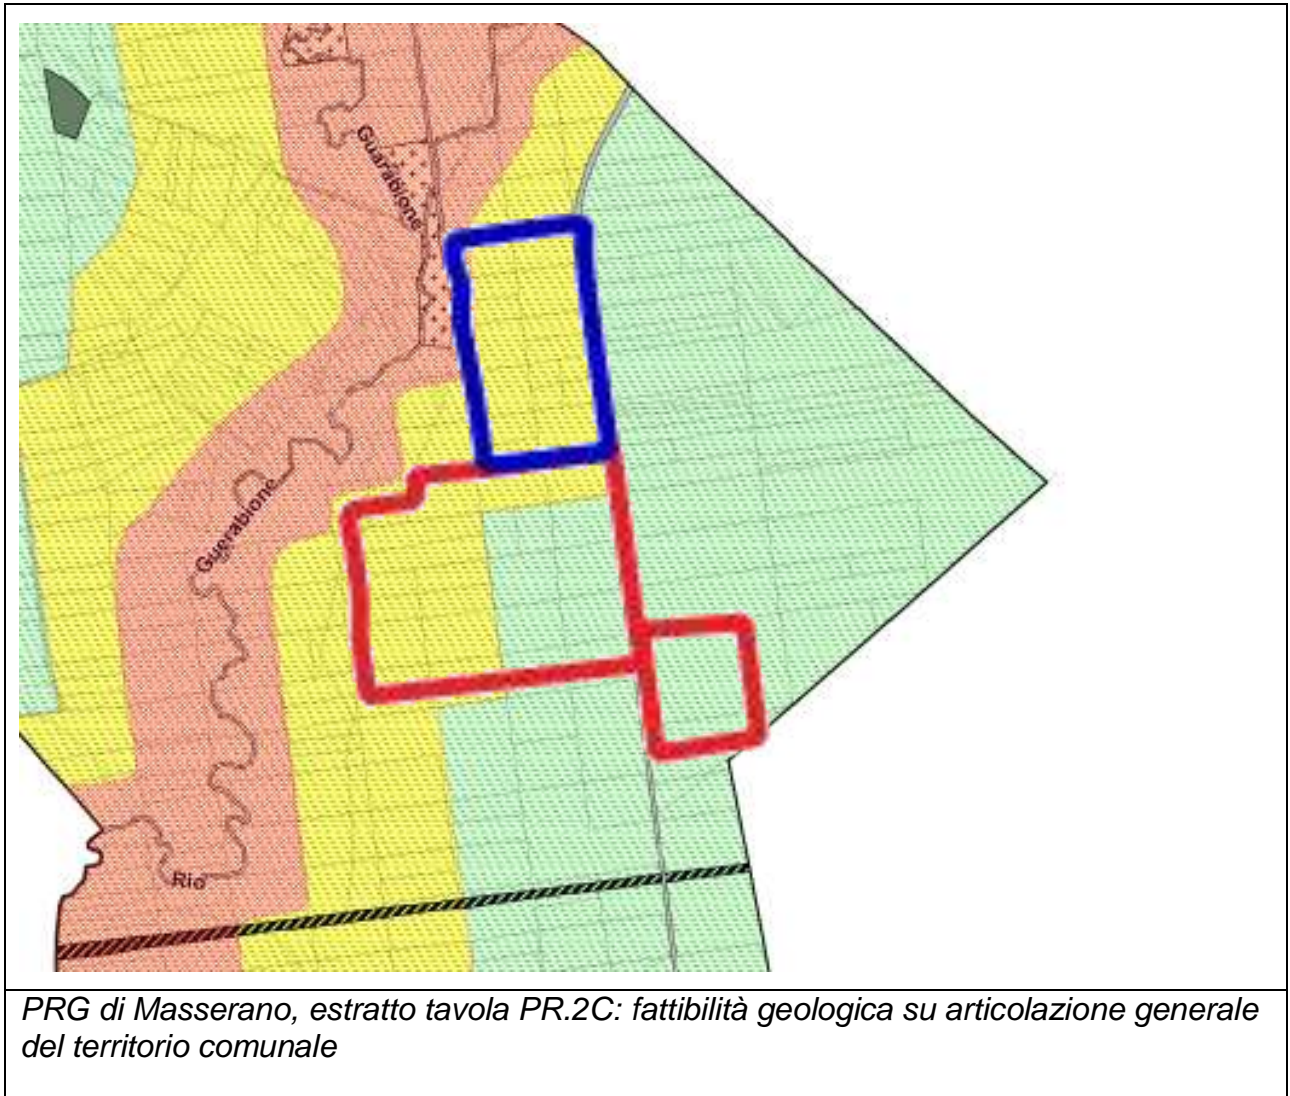 Guarabione
Guarabione
Rio
PRG di Masserano, estratto tavola PR.2C: fattibilità geologica su articolazione generale
del territorio comunale